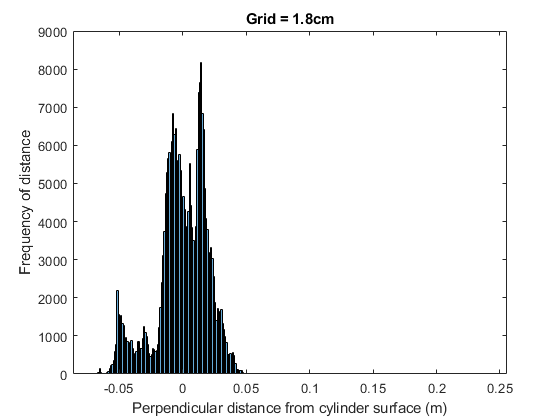 Grid = 1.8cm
9000
8000
7000
6000
5000
4000
3000
2000
1000
0
Frequency of distance
-0.05 0 0.05 0.1 0.15 0.2 0.25
Perpendicular distance from cylinder surface (m)